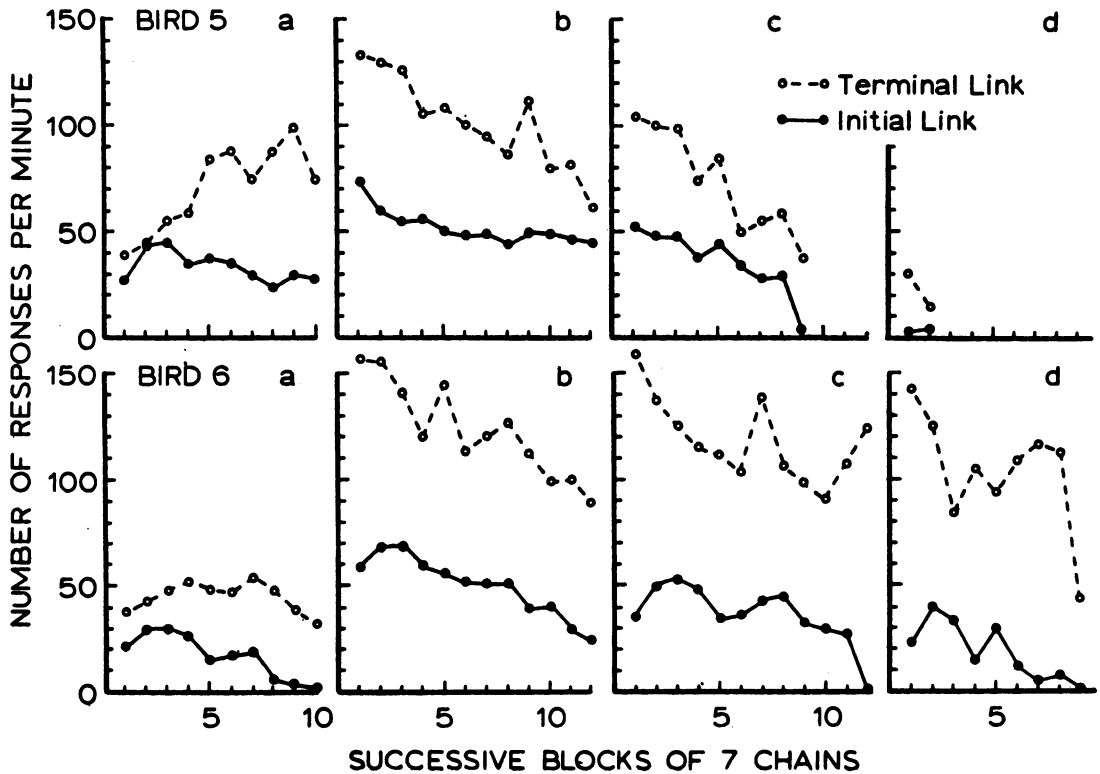 150
BIRD 5 a
b
c
d
Terminal Link
Initial Link
100
50
0
150
BIRD 6 a
b
c
d
100
50
0
5 10
5 10
5 10
5
NUMBER OF RESPONSES PER MINUTE
SUCCESSIVE BLOCKS OF 7 CHAINS